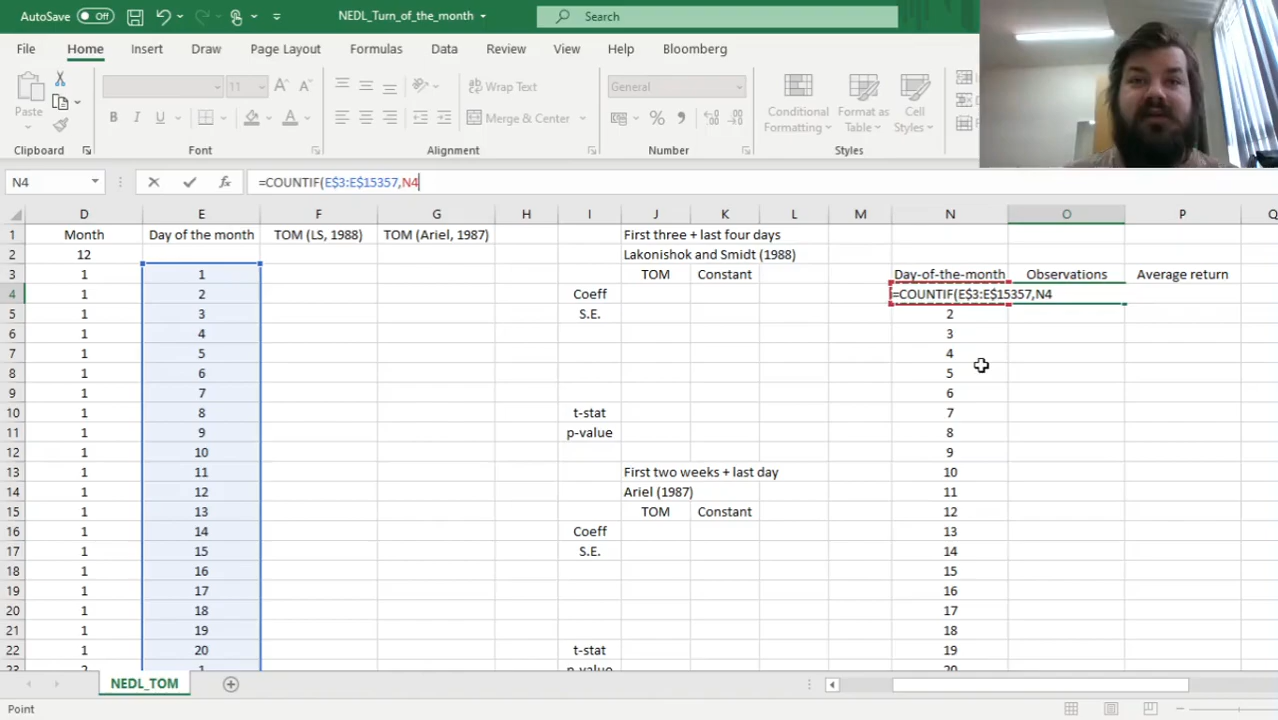 AutoSave Off NEDL_Turn_of_the_month Search
File Home Insert Draw Page Layout Formulas Data Review View Help Bloomberg
Paste 11 Wrap Text General Conditional Format as Cell
Merge & Center Formatting Table Styles
Clipboard Font Alignment Number Styles
N4 =COUNTIF(E$3:E$15357,N4
D E F G H I J K L M N O P Q
1 Month Day of the month TOM (LS, 1988) TOM (Ariel, 1987) First three + last four days
2 12 Lakonishok and Smidt (1988)
3 1 1 TOM Constant Day-of-the-month Observations Average return
4 1 2 Coeff =COUNTIF(E$3:E$15357,N4
5 1 3 S.E. 2
6 1 4 3
7 1 5 4
8 1 6 5
9 1 7 6
10 1 8 t-stat 7
11 1 9 p-value 8
12 1 10 9
13 1 11 First two weeks + last day 10
14 1 12 Ariel (1987) 11
15 1 13 TOM Constant 12
16 1 14 Coeff 13
17 1 15 S.E. 14
18 1 16 15
19 1 17 16
20 1 18 17
21 1 19 18
22 1 20 t-stat 19
23 2 1 p-value 20
NEDL_TOM
Point